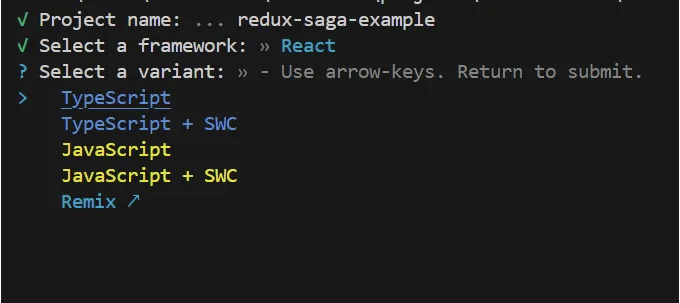 √ Project name: ... redux-saga-example
√ Select a framework: » React
? Select a variant: » - Use arrow-keys. Return to submit.
> TypeScript
TypeScript + SWC
JavaScript
JavaScript + SWC
Remix ↗